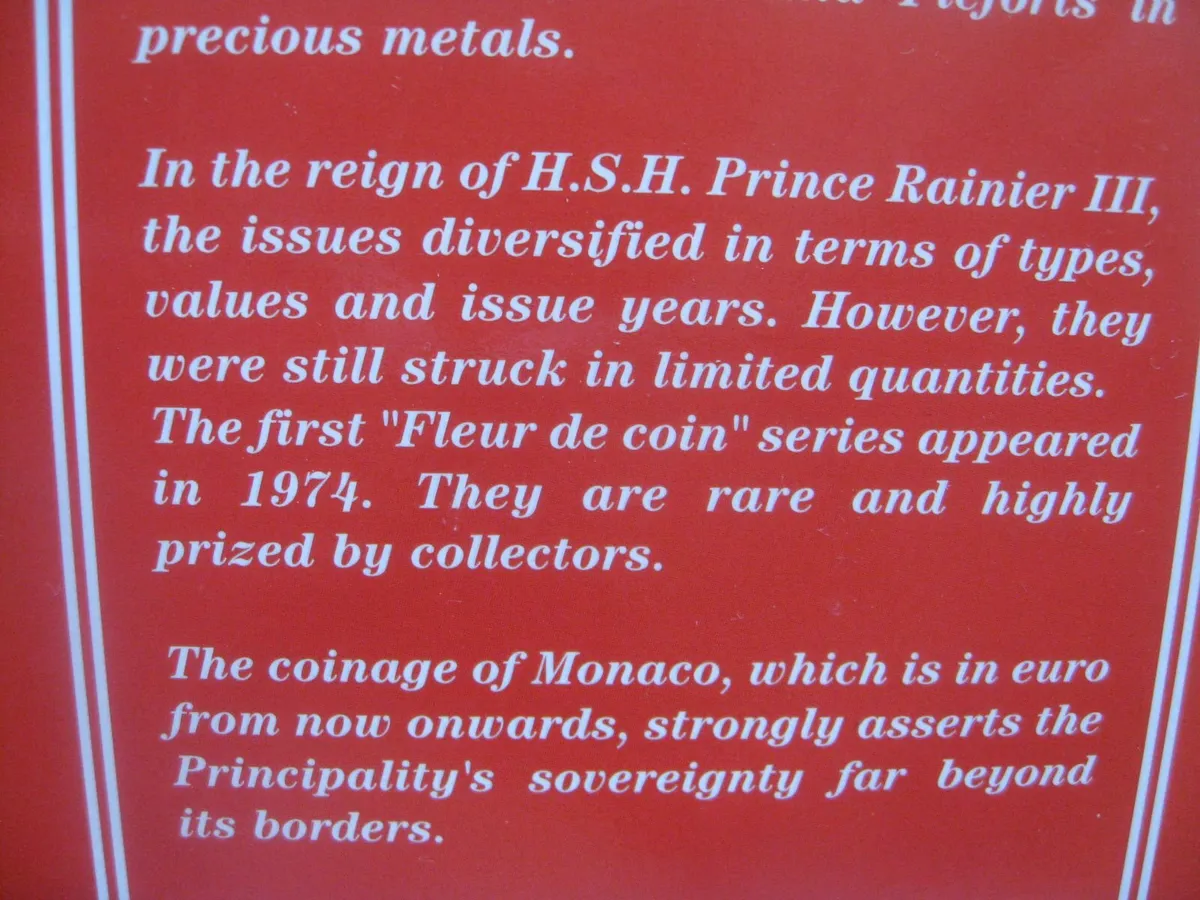 Piéforts in
precious metals.
In the reign of H.S.H. Prince Rainier III,
the issues diversified in terms of types,
values and issue years. However, they
were still struck in limited quantities.
The first "Fleur de coin" series appeared
in 1974. They are rare and highly
prized by collectors.
The coinage of Monaco, which is in euro
from now onwards, strongly asserts the
Principality's sovereignty far beyond
its borders.